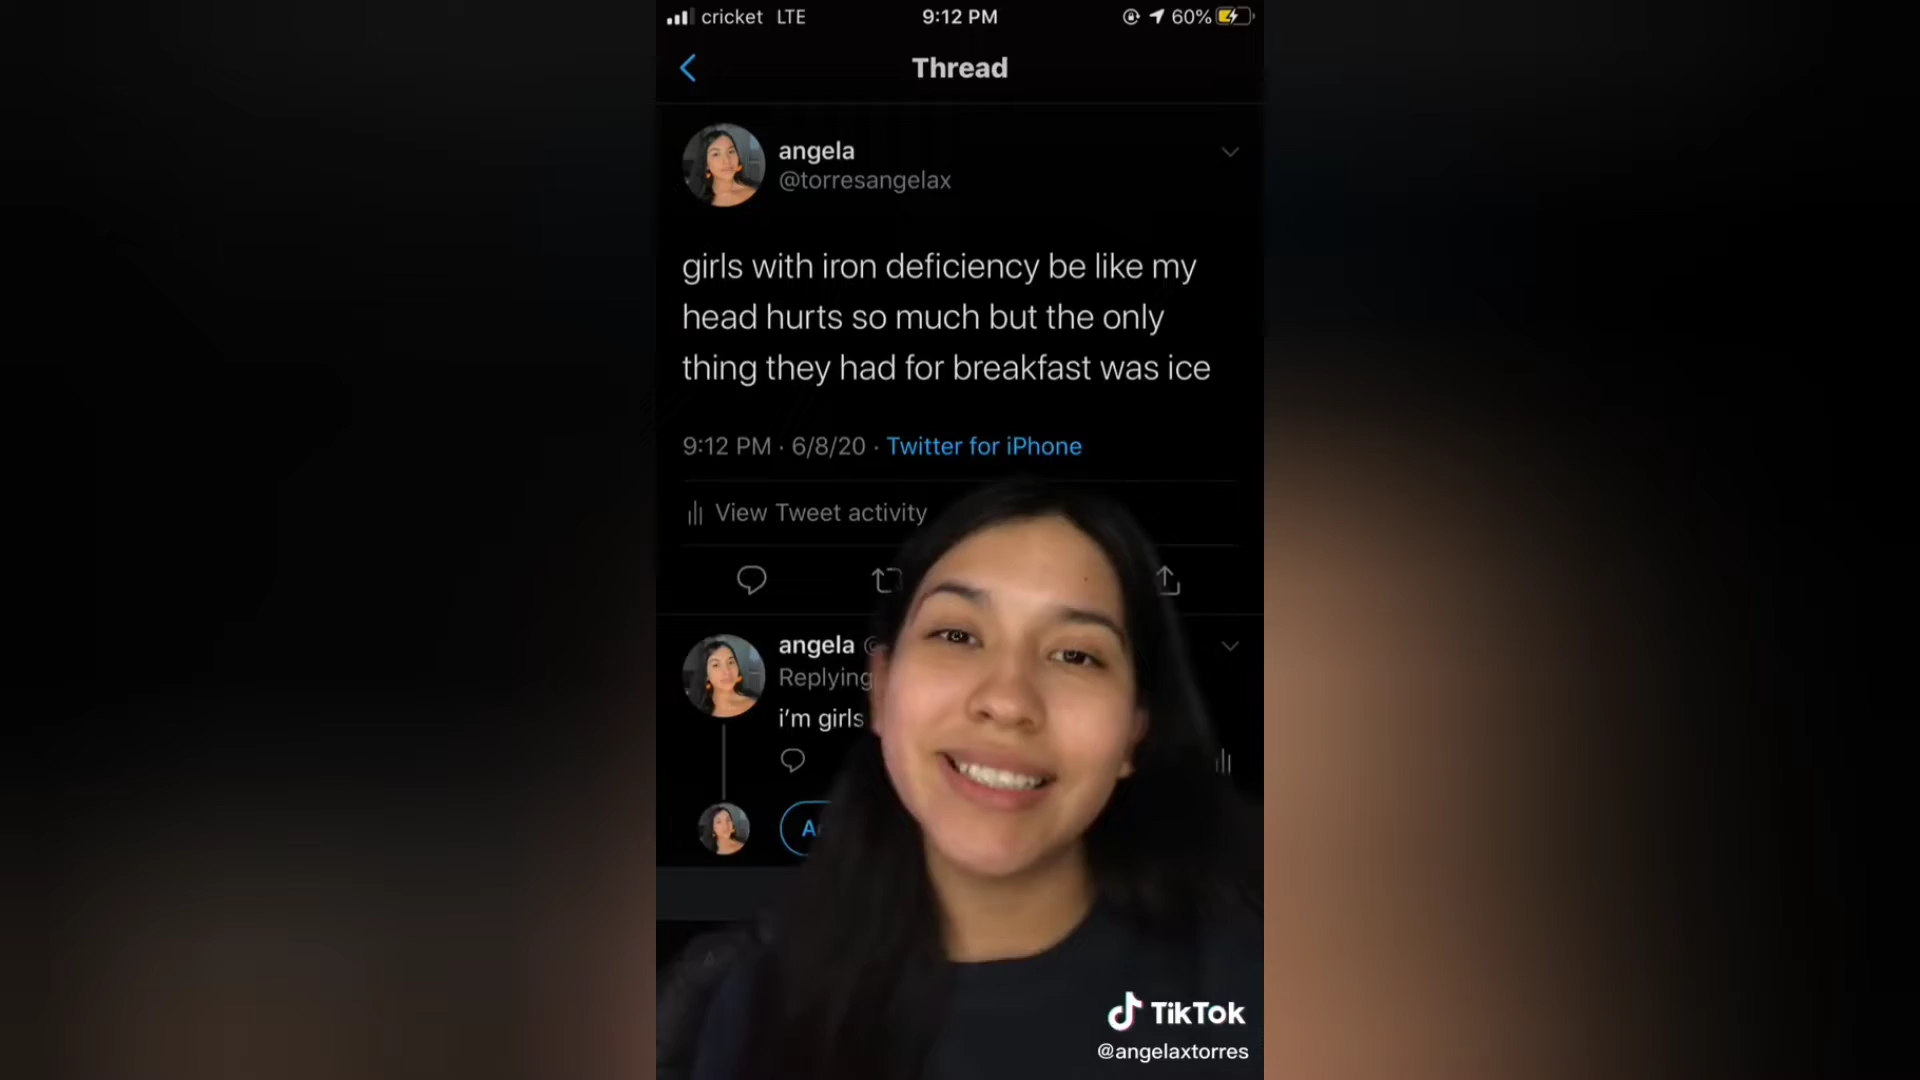 cricket LTE 9:12 PM 60%
Thread
angela
@torresangelax
girls with iron deficiency be like my
head hurts so much but the only
thing they had for breakfast was ice
9:12 PM · 6/8/20 · Twitter for iPhone
View Tweet activity
angela
Replying
i'm girls
TikTok
@angelaxtorres